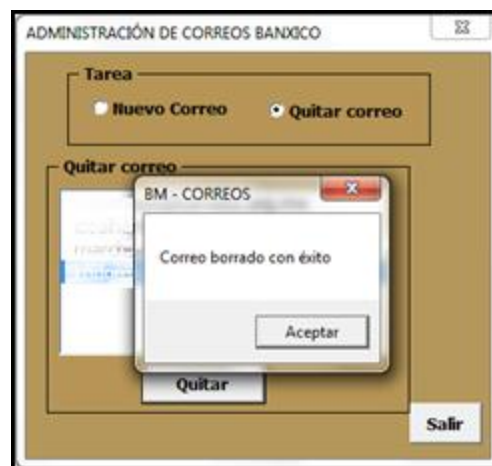 ADMINISTRACIÓN DE CORREOS BANXICO
Tarea
Nuevo Correo Quitar correo
Quitar correo
BM - CORREOS
Correo borrado con éxito
Aceptar
Quitar
Salir